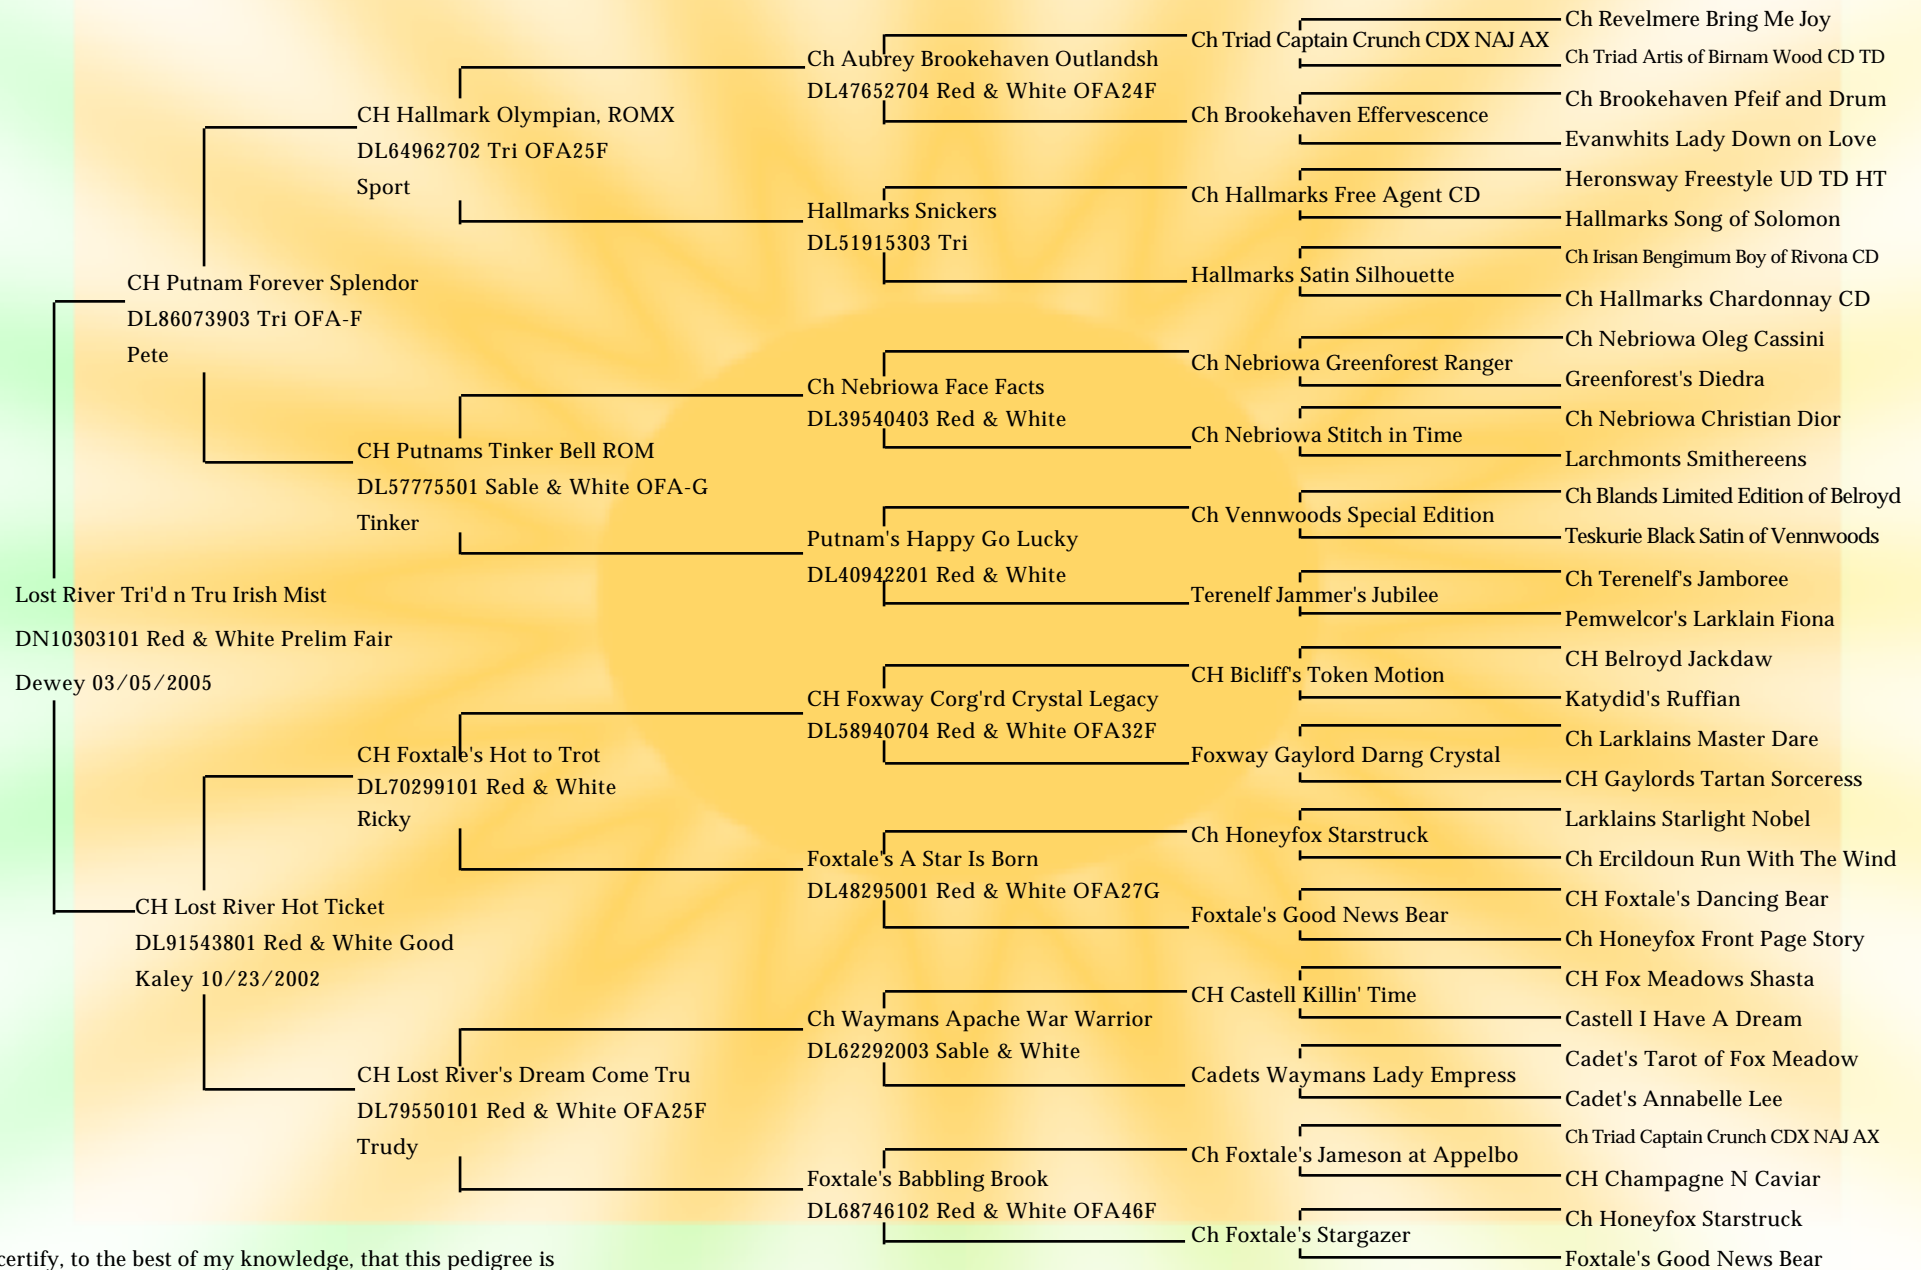 Lost River Tri'd n Tru Irish Mist
DN10303101 Red & White Prelim Fair
Dewey 03/05/2005
CH Putnam Forever Splendor
DL86073903 Tri OFA-F
Pete
CH Lost River Hot Ticket
DL91543801 Red & White Good
Kaley 10/23/2002
CH Hallmark Olympian, ROMX
DL64962702 Tri OFA25F
Sport
CH Putnams Tinker Bell ROM
DL57775501 Sable & White OFA-G
Tinker
CH Foxtale's Hot to Trot
DL70299101 Red & White
Ricky
CH Lost River's Dream Come Tru
DL79550101 Red & White OFA25F
Trudy
Ch Aubrey Brookehaven Outlandsh
DL47652704 Red & White OFA24F
Hallmarks Snickers
DL51915303 Tri
Ch Nebriowa Face Facts
DL39540403 Red & White
Putnam's Happy Go Lucky
DL40942201 Red & White
CH Foxway Corg'rd Crystal Legacy
DL58940704 Red & White OFA32F
Foxtale's A Star Is Born
DL48295001 Red & White OFA27G
Ch Waymans Apache War Warrior
DL62292003 Sable & White
Foxtale's Babbling Brook
DL68746102 Red & White OFA46F
Ch Triad Captain Crunch CDX NAJ AX
Ch Brookehaven Effervescence
Ch Hallmarks Free Agent CD
Hallmarks Satin Silhouette
Ch Nebriowa Greenforest Ranger
Ch Nebriowa Stitch in Time
Ch Vennwoods Special Edition
Terenelf Jammer's Jubilee
CH Bicliff's Token Motion
Foxway Gaylord Darng Crystal
Ch Honeyfox Starstruck
Foxtale's Good News Bear
CH Castell Killin' Time
Cadets Waymans Lady Empress
Ch Foxtale's Jameson at Appelbo
Ch Foxtale's Stargazer
Ch Revelmere Bring Me Joy
Ch Triad Artis of Birnam Wood CD TD
Ch Brookehaven Pfeif and Drum
Evanwhits Lady Down on Love
Heronsway Freestyle UD TD HT
Hallmarks Song of Solomon
Ch Irisan Bengimum Boy of Rivona CD
Ch Hallmarks Chardonnay CD
Ch Nebriowa Oleg Cassini
Greenforest's Diedra
Ch Nebriowa Christian Dior
Larchmonts Smithereens
Ch Blands Limited Edition of Belroyd
Teskurie Black Satin of Vennwoods
Ch Terenelf's Jamboree
Pemwelcor's Larklain Fiona
CH Belroyd Jackdaw
Katydid's Ruffian
Ch Larklains Master Dare
CH Gaylords Tartan Sorceress
Larklains Starlight Nobel
Ch Ercildoun Run With The Wind
CH Foxtale's Dancing Bear
Ch Honeyfox Front Page Story
CH Fox Meadows Shasta
Castell I Have A Dream
Cadet's Tarot of Fox Meadow
Cadet's Annabelle Lee
Ch Triad Captain Crunch CDX NAJ AX
CH Champagne N Caviar
Ch Honeyfox Starstruck
Foxtale's Good News Bear
certify, to the best of my knowledge, that this pedigree is